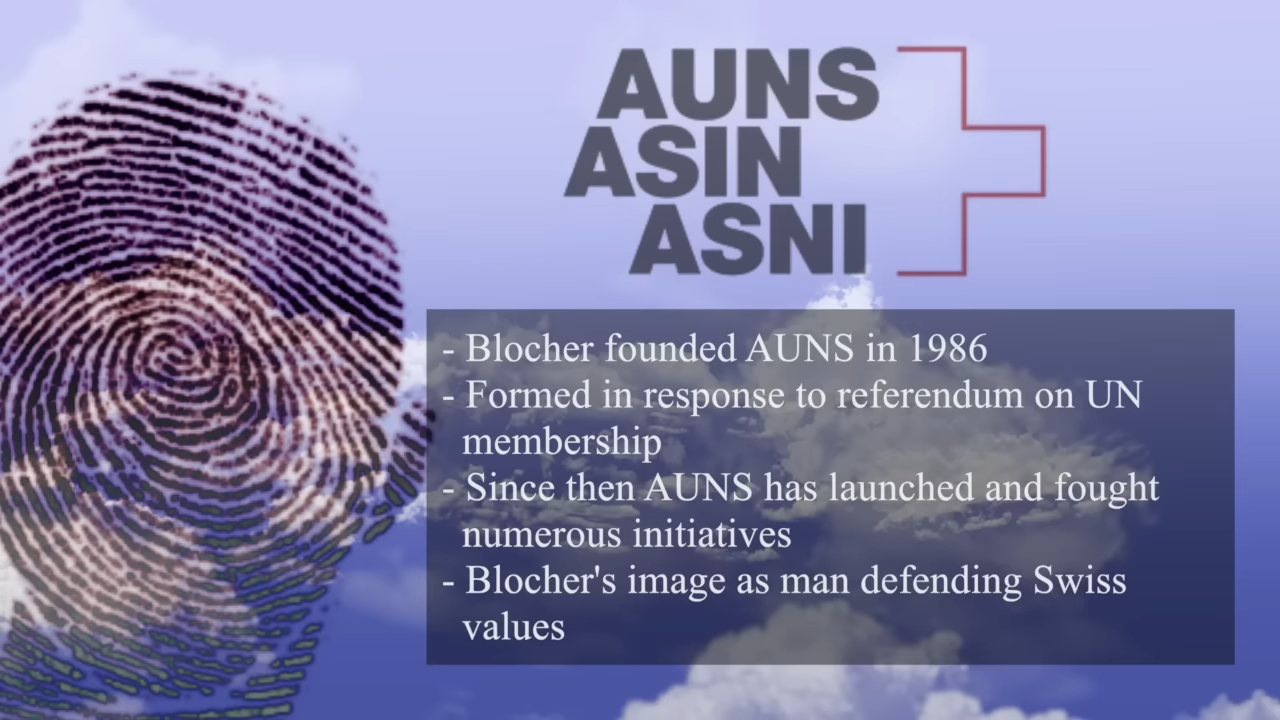 AUNS
ASIN
ASNI
- Blocher founded AUNS in 1986
- Formed in response to referendum on UN
membership
- Since then AUNS has launched and fought
numerous initiatives
- Blocher's image as man defending Swiss
values